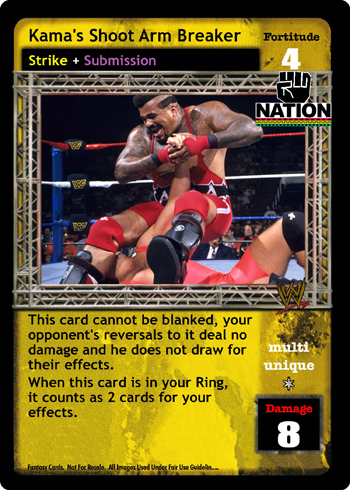 Kama's Shoot Arm Breaker
Fortitude
4
Strike + Submission
NATION
This card cannot be blanked, your
opponent's reversals to it deal no
damage and he does not draw for
their effects.
When this card is in your Ring,
it counts as 2 cards for your
effects.
W
multi
unique
*
Damage
8
Fantasy Cards. Not For Resale. All Images Used Under Fair Use Guidelin.....